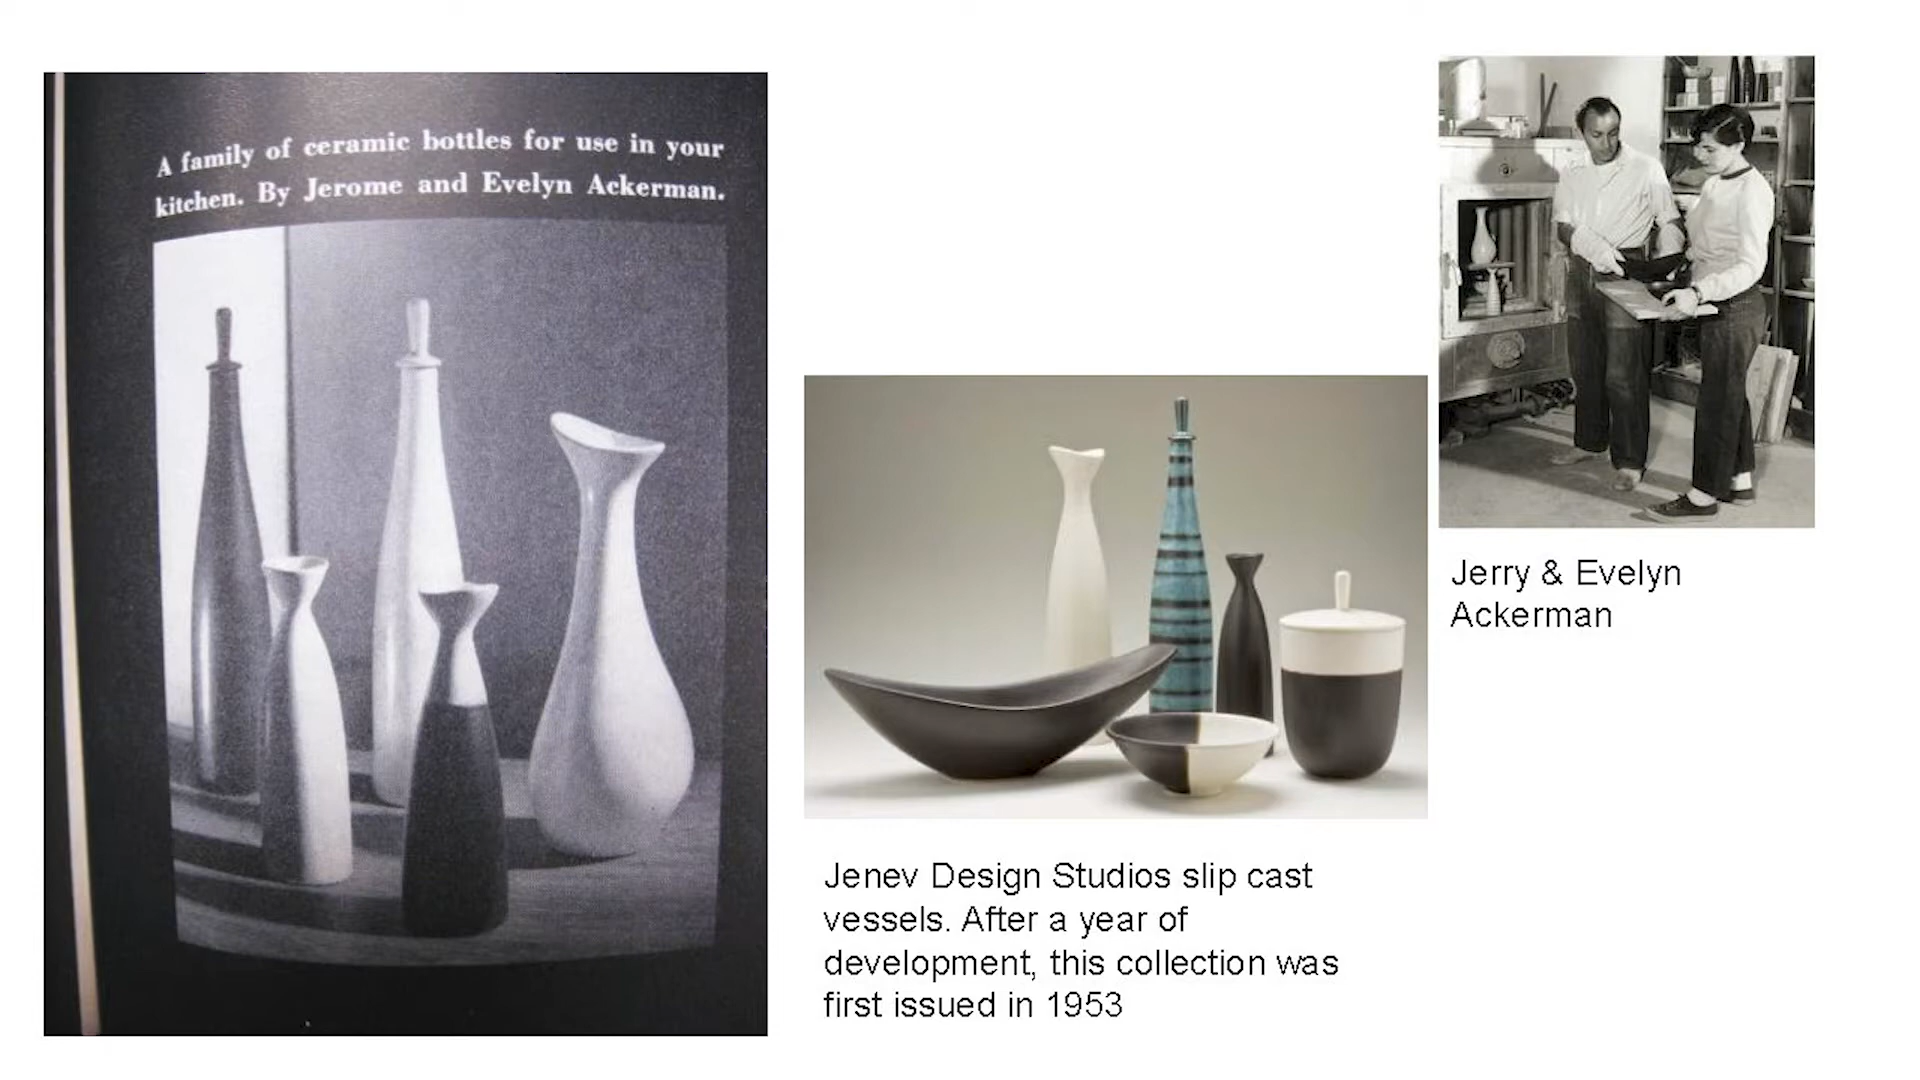 A family of ceramic bottles for use in your
kitchen. By Jerome and Evelyn Ackerman.
Jerry & Evelyn
Ackerman
Jenev Design Studios slip cast
vessels. After a year of
development, this collection was
first issued in 1953